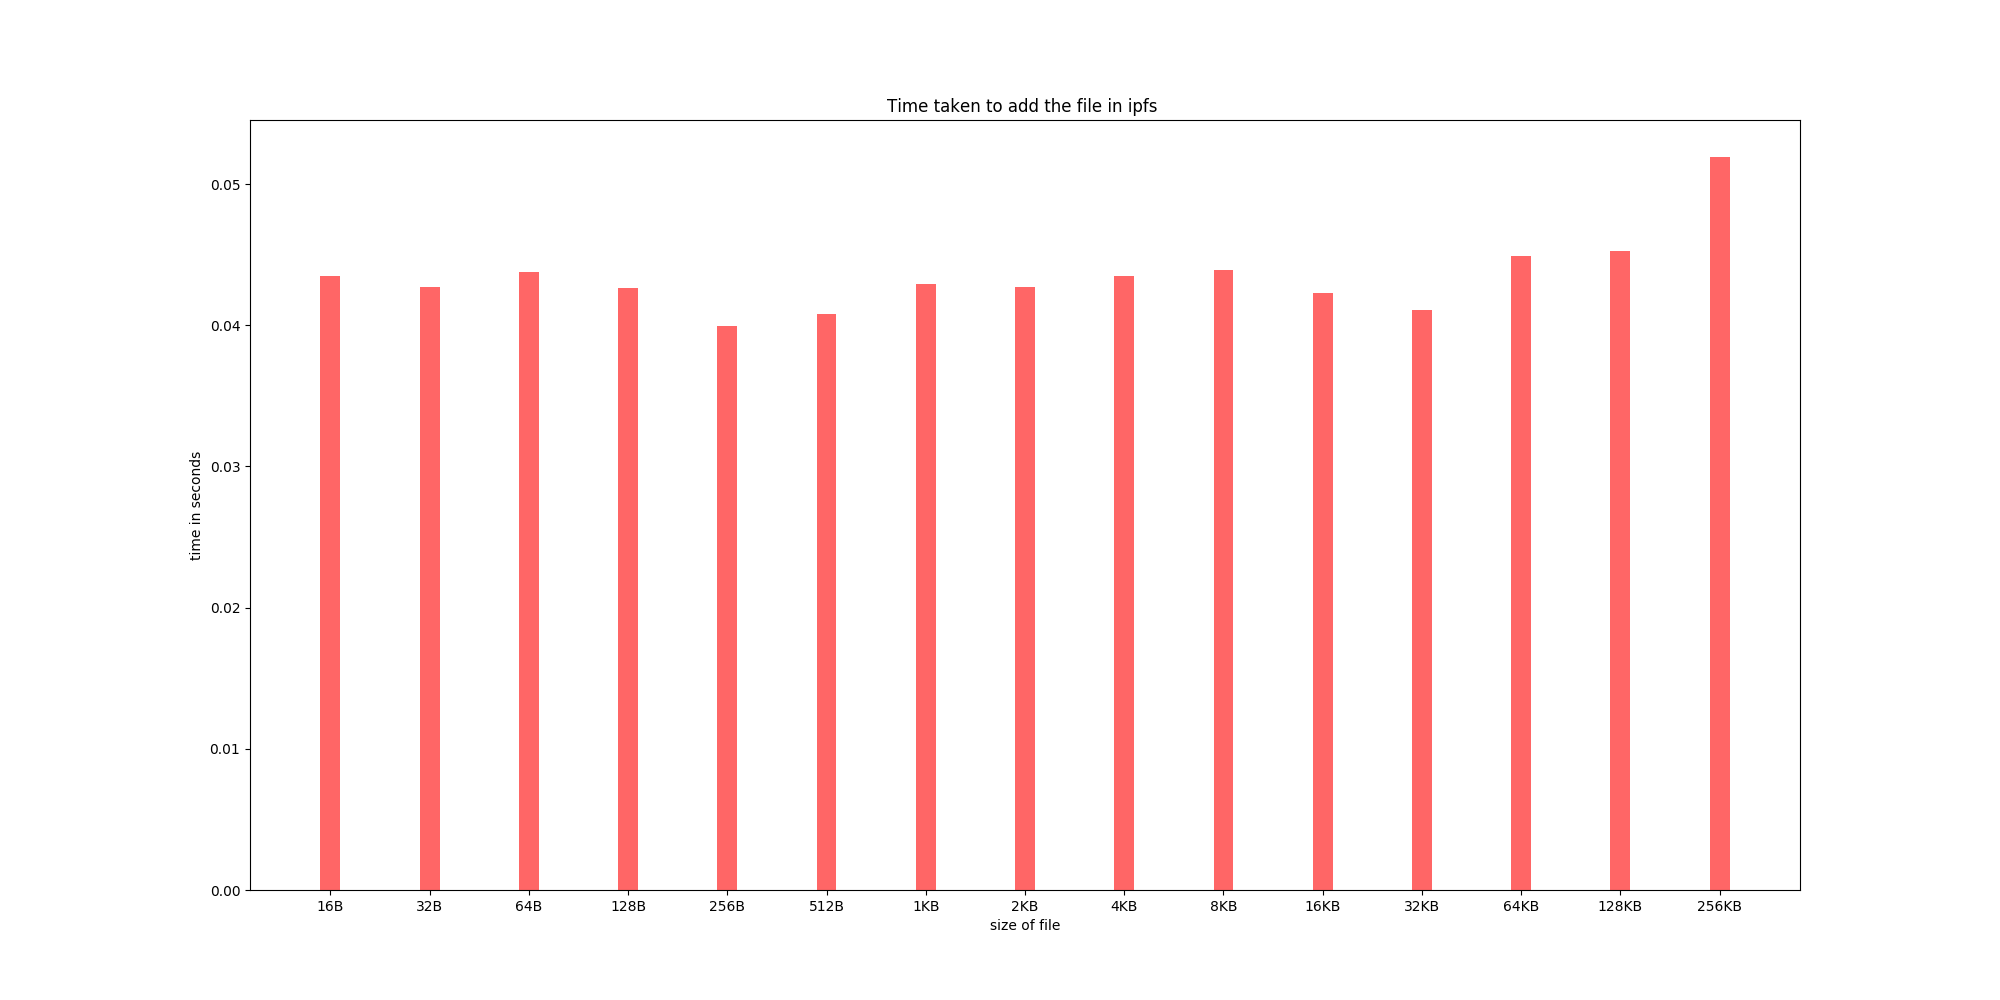 Time taken to add the file in ipfs
0.05
0.04
0.03
0.02
0.01
0.00
time in seconds
16B 32B 64B 128B 256B 512B 1KB 2KB 4KB 8KB 16KB 32KB 64KB 128KB 256KB
size of file